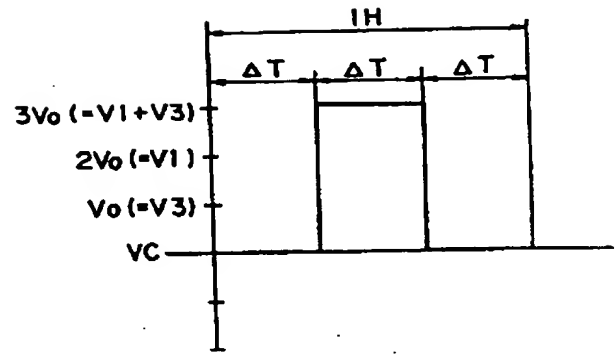 1H
ΔT ΔT ΔT
3Vo (=V1+V3)
2Vo (=V1)
Vo (=V3)
VC